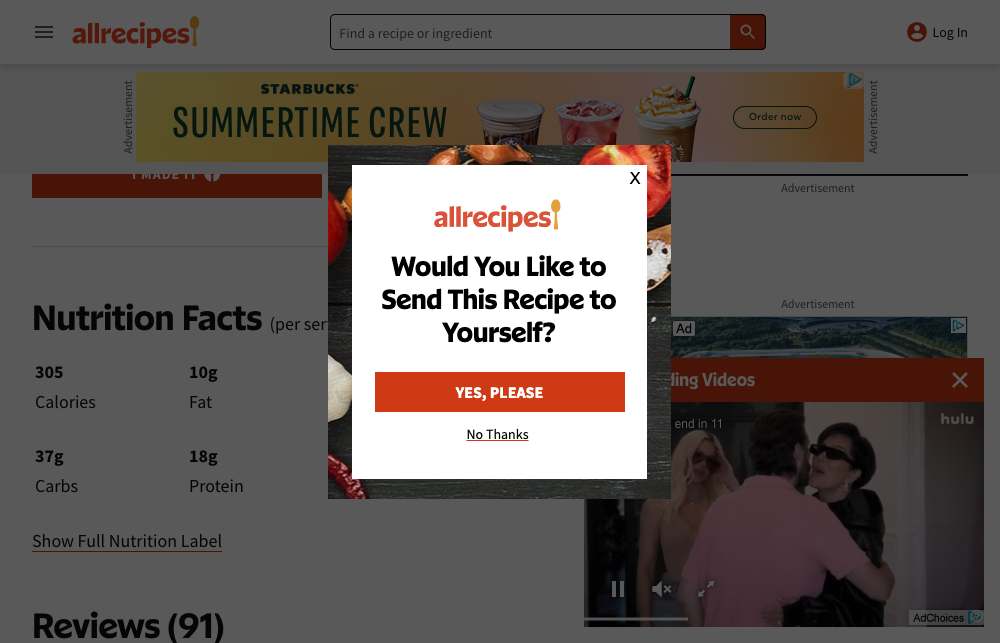 allrecipes
Find a recipe or ingredient
Log In
Advertisement
STARBUCKS®
SUMMERTIME CREW
Order now
Advertisement
I MADE IT
X
Advertisement
allrecipes
Would You Like to
Send This Recipe to
Yourself?
YES, PLEASE
No Thanks
Advertisement
Ad
Nutrition Facts (per ser
305
10g
Calories
Fat
37g
18g
Carbs
Protein
Show Full Nutrition Label
ding Videos
end in 11
hulu
AdChoices
Reviews (91)